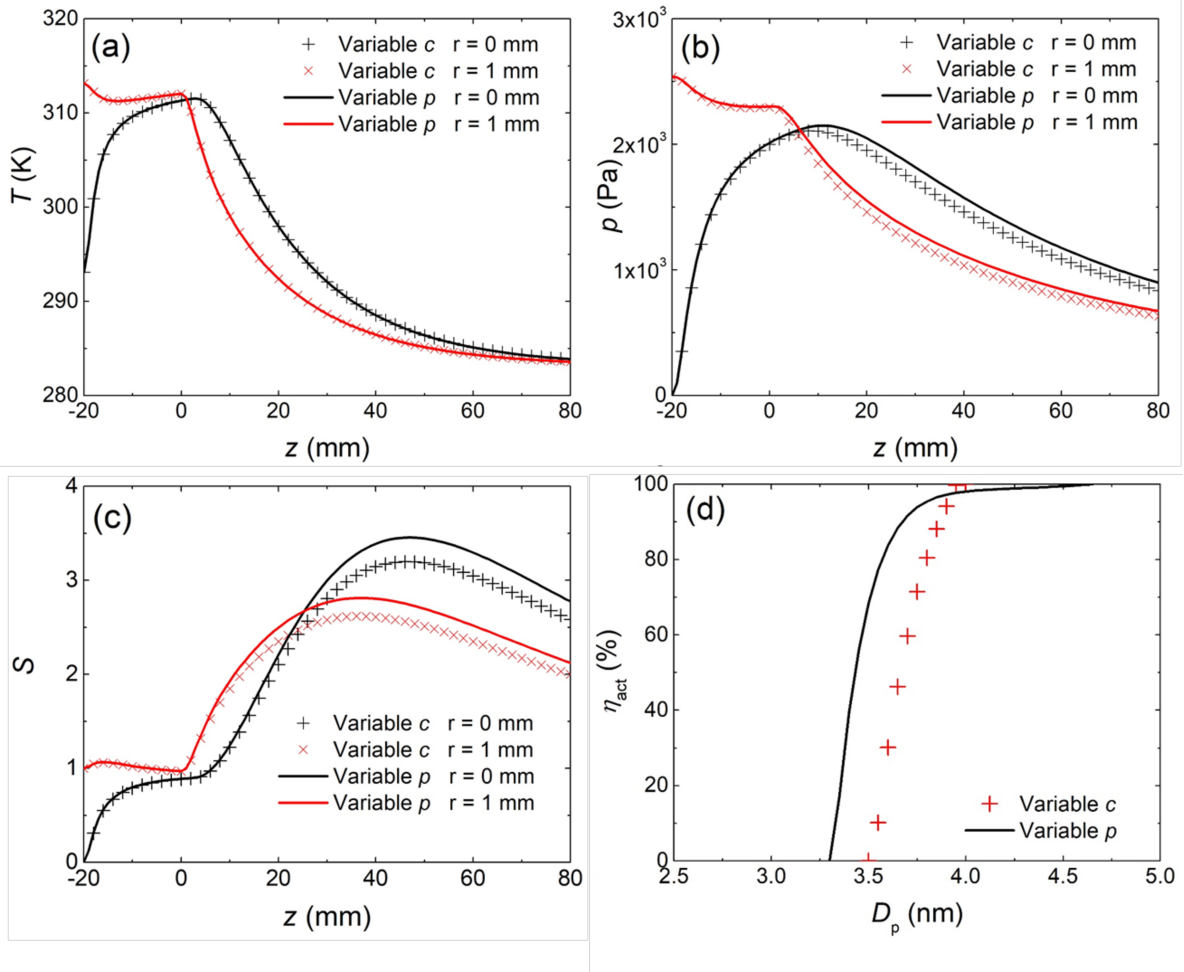 (a)
Variable c r = 0 mm
Variable c r = 1 mm
Variable p r = 0 mm
Variable p r = 1 mm
T (K)
320
310
300
290
280
-20 0 20 40 60 80
z (mm)
(b)
Variable c r = 0 mm
Variable c r = 1 mm
Variable p r = 0 mm
Variable p r = 1 mm
p (Pa)
3x10³
2x10³
1x10³
0
-20 0 20 40 60 80
z (mm)
(c)
Variable c r = 0 mm
Variable c r = 1 mm
Variable p r = 0 mm
Variable p r = 1 mm
S
4
3
2
1
0
-20 0 20 40 60 80
z (mm)
(d)
Variable c
Variable p
ηact (%)
100
80
60
40
20
0
2.5 3.0 3.5 4.0 4.5 5.0
Dp (nm)